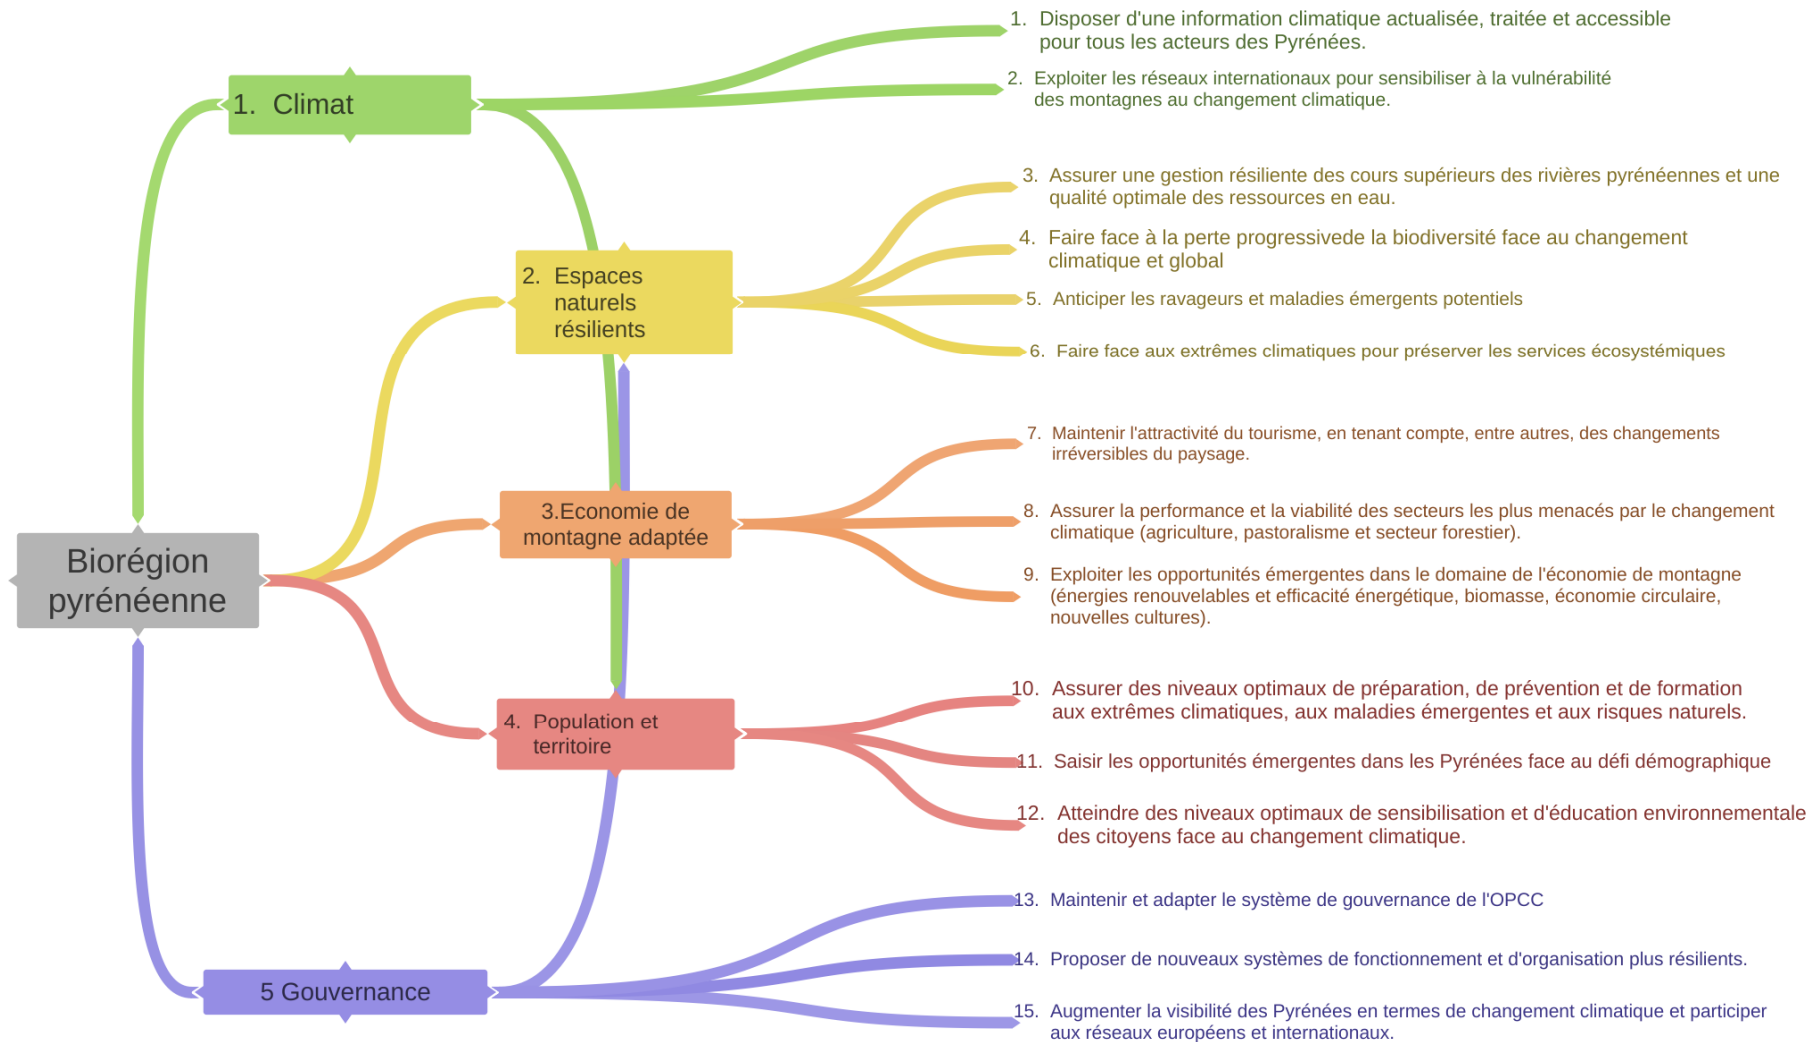 1. Disposer d'une information climatique actualisée, traitée et accessible
pour tous les acteurs des Pyrénées.
1. Climat
2. Exploiter les réseaux internationaux pour sensibiliser à la vulnérabilité
des montagnes au changement climatique.
3. Assurer une gestion résiliente des cours supérieurs des rivières pyrénéennes et une
qualité optimale des ressources en eau.
4. Faire face à la perte progressivede la biodiversité face au changement
climatique et global
2. Espaces
naturels
résilients
5. Anticiper les ravageurs et maladies émergents potentiels
6. Faire face aux extrêmes climatiques pour préserver les services écosystémiques
7. Maintenir l'attractivité du tourisme, en tenant compte, entre autres, des changements
irréversibles du paysage.
3.Economie de
montagne adaptée
8. Assurer la performance et la viabilité des secteurs les plus menacés par le changement
climatique (agriculture, pastoralisme et secteur forestier).
Biorégion
pyrénéenne
9. Exploiter les opportunités émergentes dans le domaine de l'économie de montagne
(énergies renouvelables et efficacité énergétique, biomasse, économie circulaire,
nouvelles cultures).
10. Assurer des niveaux optimaux de préparation, de prévention et de formation
aux extrêmes climatiques, aux maladies émergentes et aux risques naturels.
4. Population et
territoire
11. Saisir les opportunités émergentes dans les Pyrénées face au défi démographique
12. Atteindre des niveaux optimaux de sensibilisation et d'éducation environnementale
des citoyens face au changement climatique.
13. Maintenir et adapter le système de gouvernance de l'OPCC
14. Proposer de nouveaux systèmes de fonctionnement et d'organisation plus résilients.
5 Gouvernance
15. Augmenter la visibilité des Pyrénées en termes de changement climatique et participer
aux réseaux européens et internationaux.